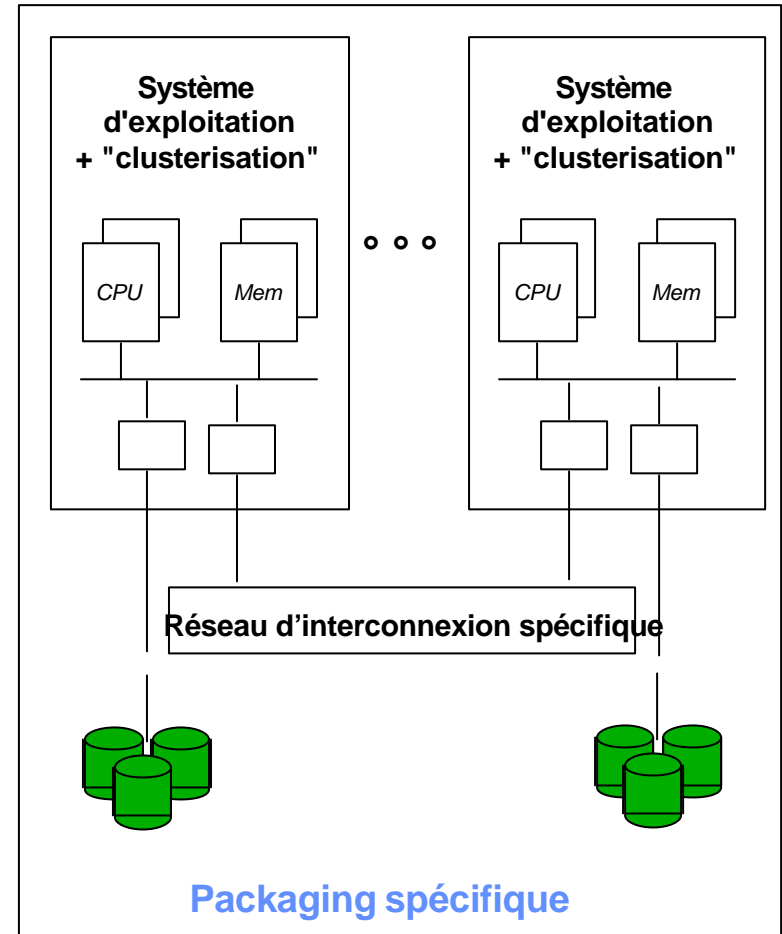 Système
d'exploitation
+ "clusterisation"
Système
d'exploitation
+ "clusterisation"
CPU
Mem
CPU
Mem
Réseau d’interconnexion spécifique
Packaging spécifique